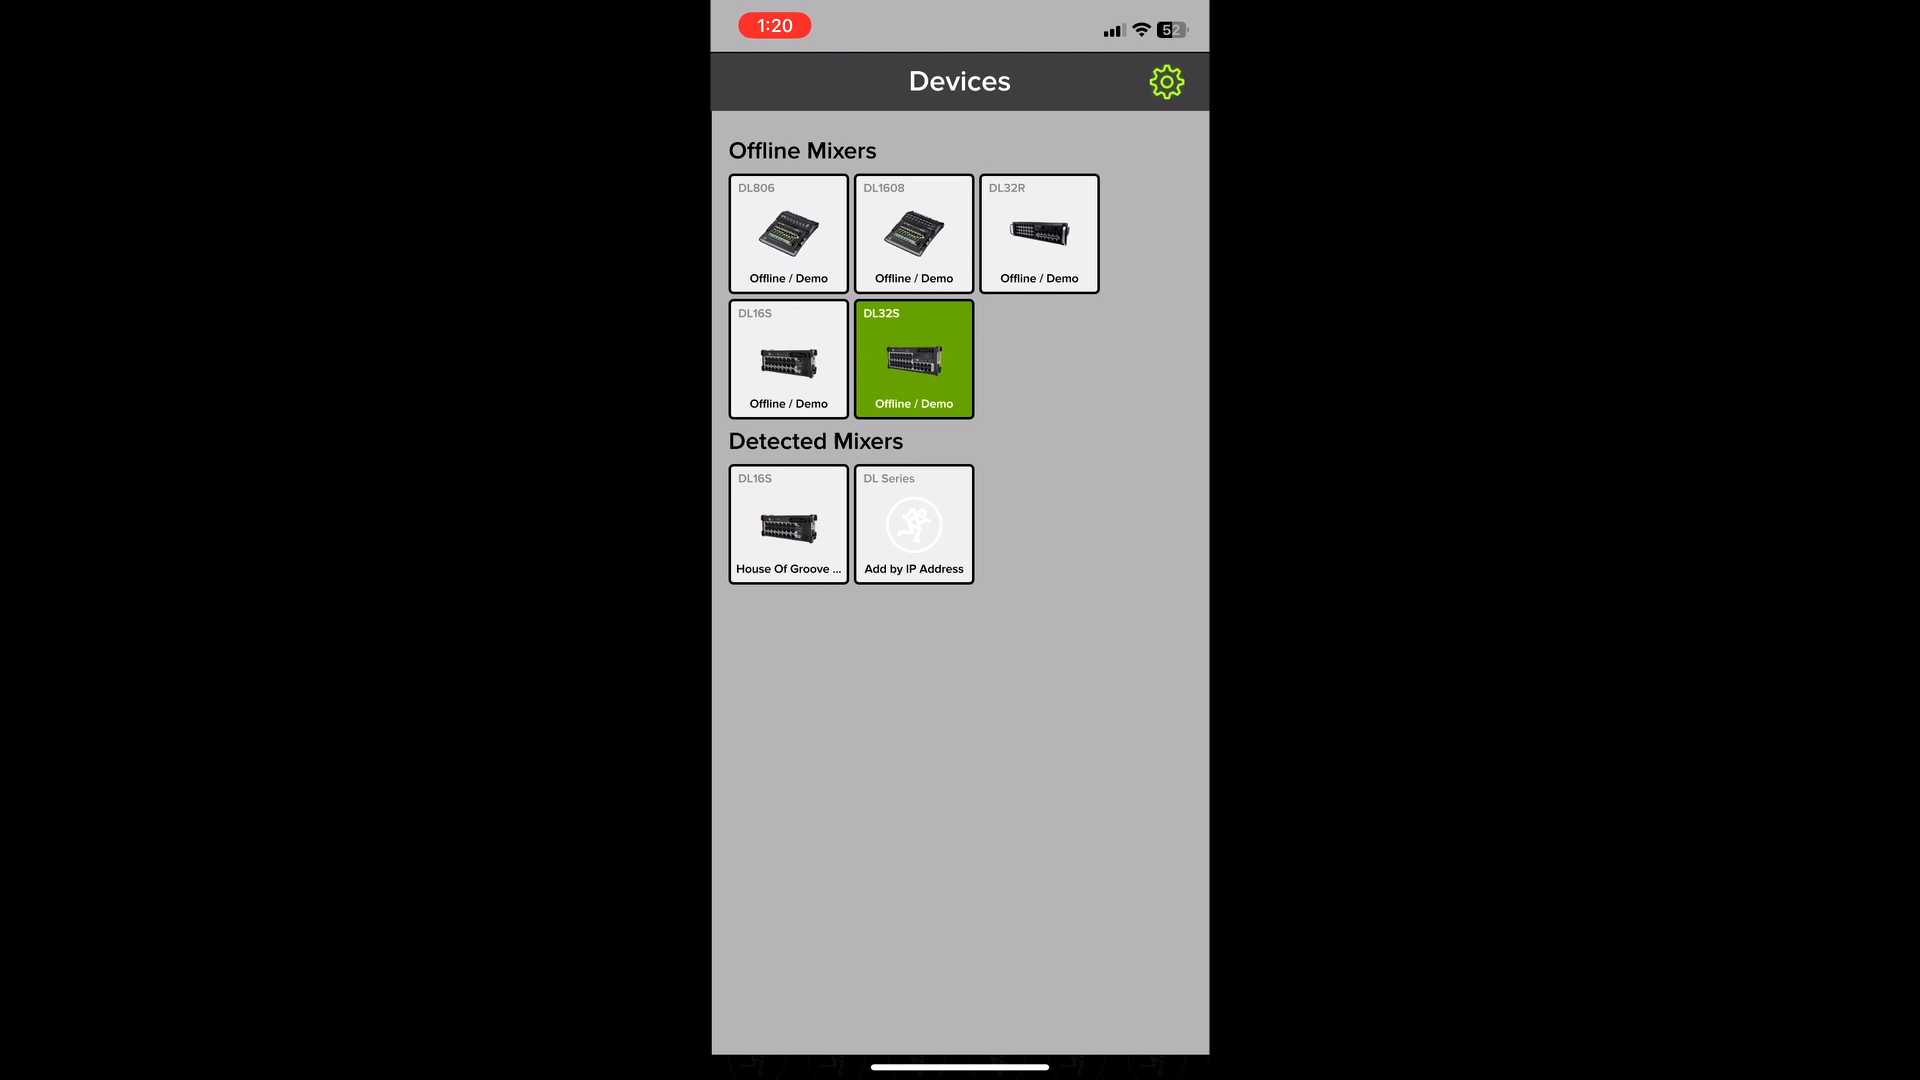 1:20
52
Devices
Offline Mixers
DL806
DL1608
DL32R
Offline / Demo
Offline / Demo
Offline / Demo
DL16S
DL32S
Offline / Demo
Offline / Demo
Detected Mixers
DL16S
DL Series
House Of Groove ...
Add by IP Address